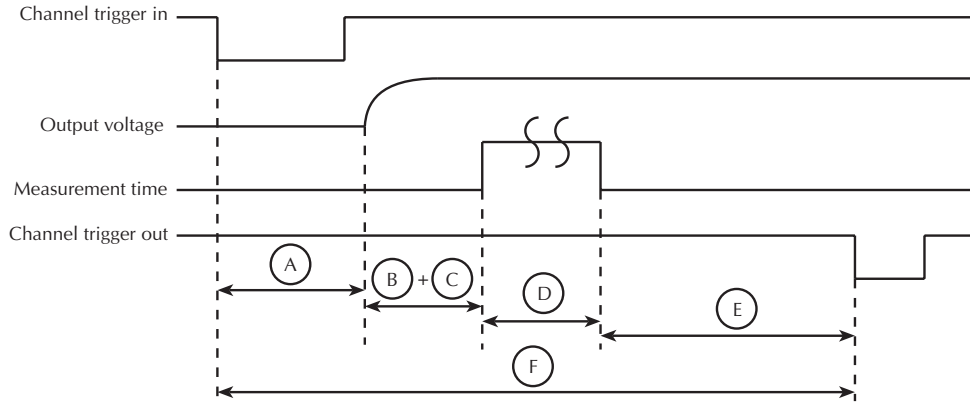 Channel trigger in
Output voltage
Measurement time
Channel trigger out
A
B + C
D
E
F